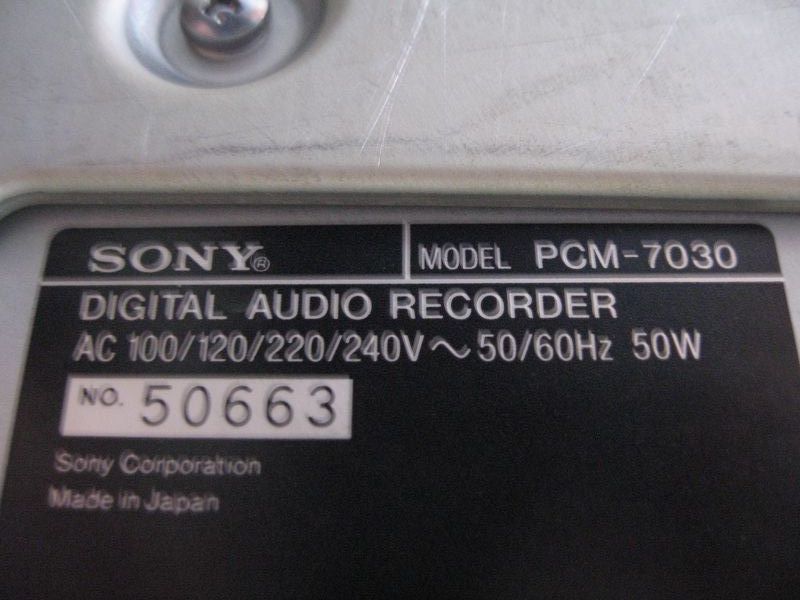 SONY® MODEL PCM-7030
DIGITAL AUDIO RECORDER
AC 100/120/220/240V～50/60Hz 50W
NO. 50663
Sony Corporation
Made in Japan